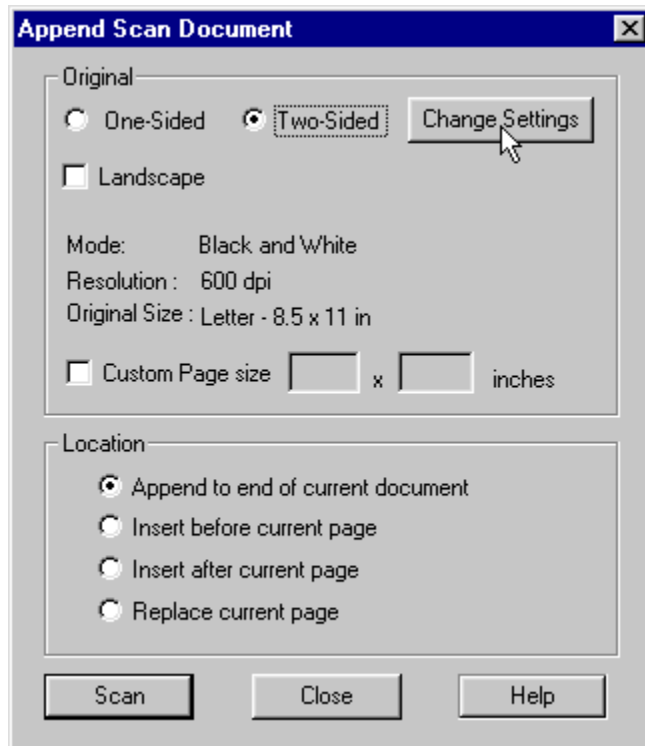 Append Scan Document
Original
One-Sided Two-Sided Change Settings
Landscape
Mode: Black and White
Resolution : 600 dpi
Original Size : Letter - 8.5 x 11 in
Custom Page size x inches
Location
Append to end of current document
Insert before current page
Insert after current page
Replace current page
Scan Close Help